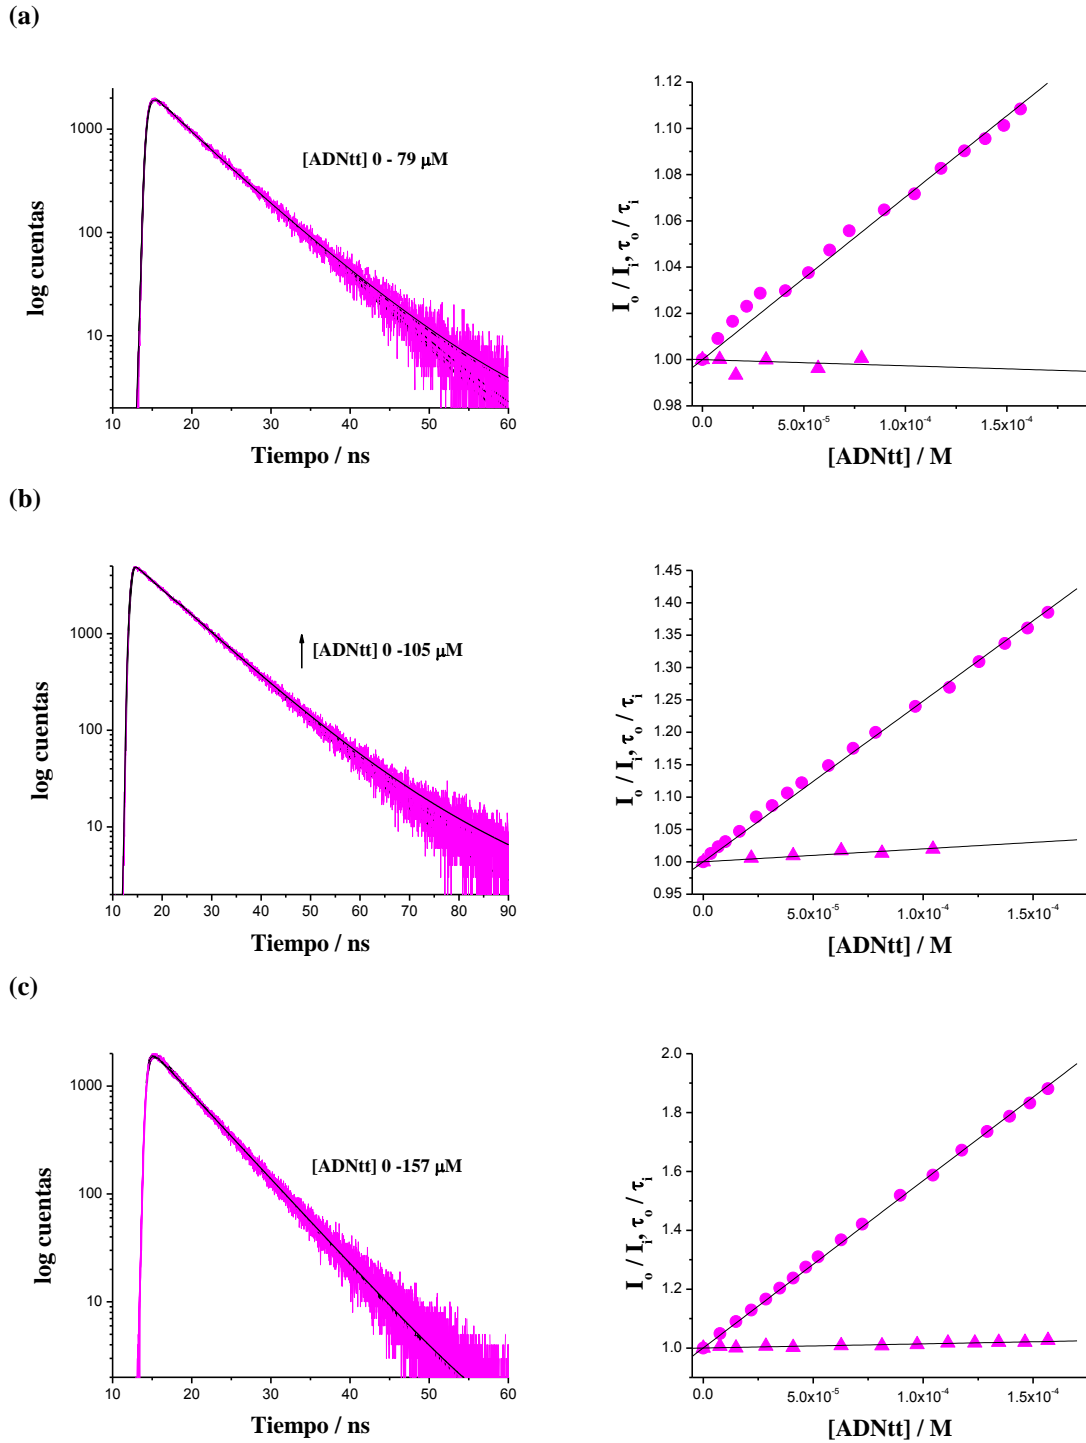 (a)
1000
100
10
10
20
30
40
50
60
log cuentas
Tiempo / ns
[ADNtt] 0 - 79 μM
1.12
1.10
1.08
1.06
1.04
1.02
1.00
0.98
0.0
5.0x10⁻⁵
1.0x10⁻⁴
1.5x10⁻⁴
I₀ / Iᵢ, τ₀ / τᵢ
[ADNtt] / M
(b)
1000
100
10
10
20
30
40
50
60
70
80
90
log cuentas
Tiempo / ns
[ADNtt] 0 -105 μM
1.45
1.40
1.35
1.30
1.25
1.20
1.15
1.10
1.05
1.00
0.95
0.0
5.0x10⁻⁵
1.0x10⁻⁴
1.5x10⁻⁴
I₀ / Iᵢ, τ₀ / τᵢ
[ADNtt] / M
(c)
1000
100
10
10
20
30
40
50
60
log cuentas
Tiempo / ns
[ADNtt] 0 -157 μM
2.0
1.8
1.6
1.4
1.2
1.0
0.0
5.0x10⁻⁵
1.0x10⁻⁴
1.5x10⁻⁴
I₀ / Iᵢ, τ₀ / τᵢ
[ADNtt] / M